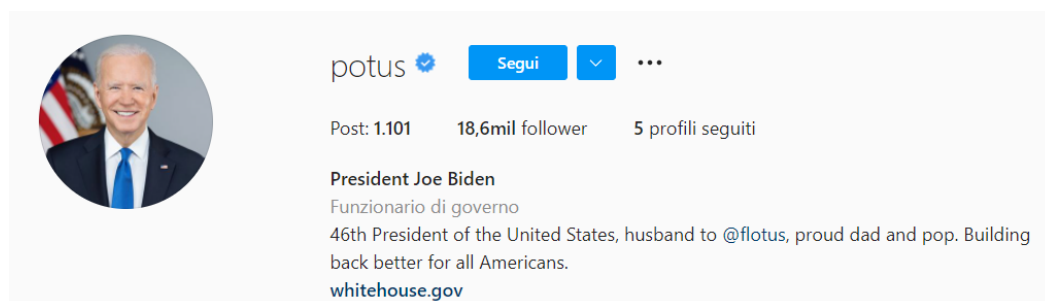 potus Segui
Post: 1.101 18,6mil follower 5 profili seguiti
President Joe Biden
Funzionario di governo
46th President of the United States, husband to @flotus, proud dad and pop. Building
back better for all Americans.
whitehouse.gov